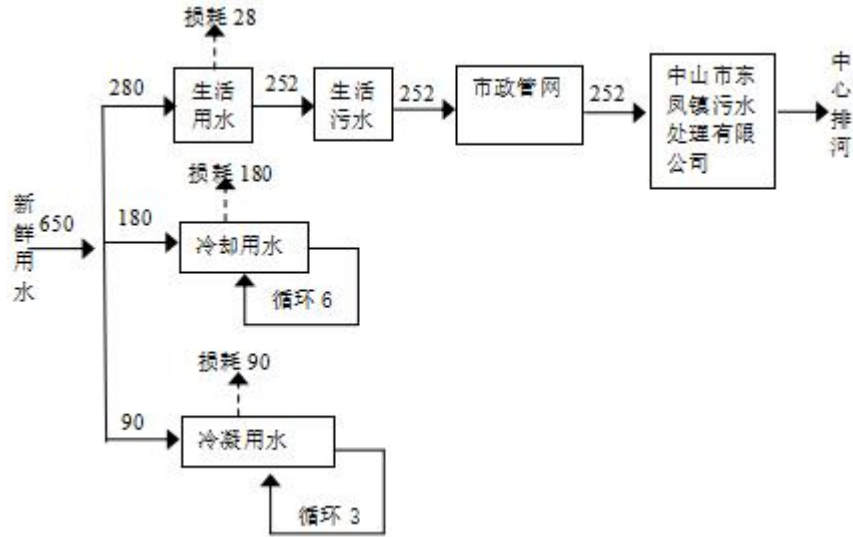 损耗 28
280
生活
用水
252
生活
污水
252
市政管网
252
中山市东
凤镇污水
处理有限
公司
中
心
排
河
新
鲜
用
水
650
损耗 180
180
冷却用水
循环 6
损耗 90
90
冷凝用水
循环 3